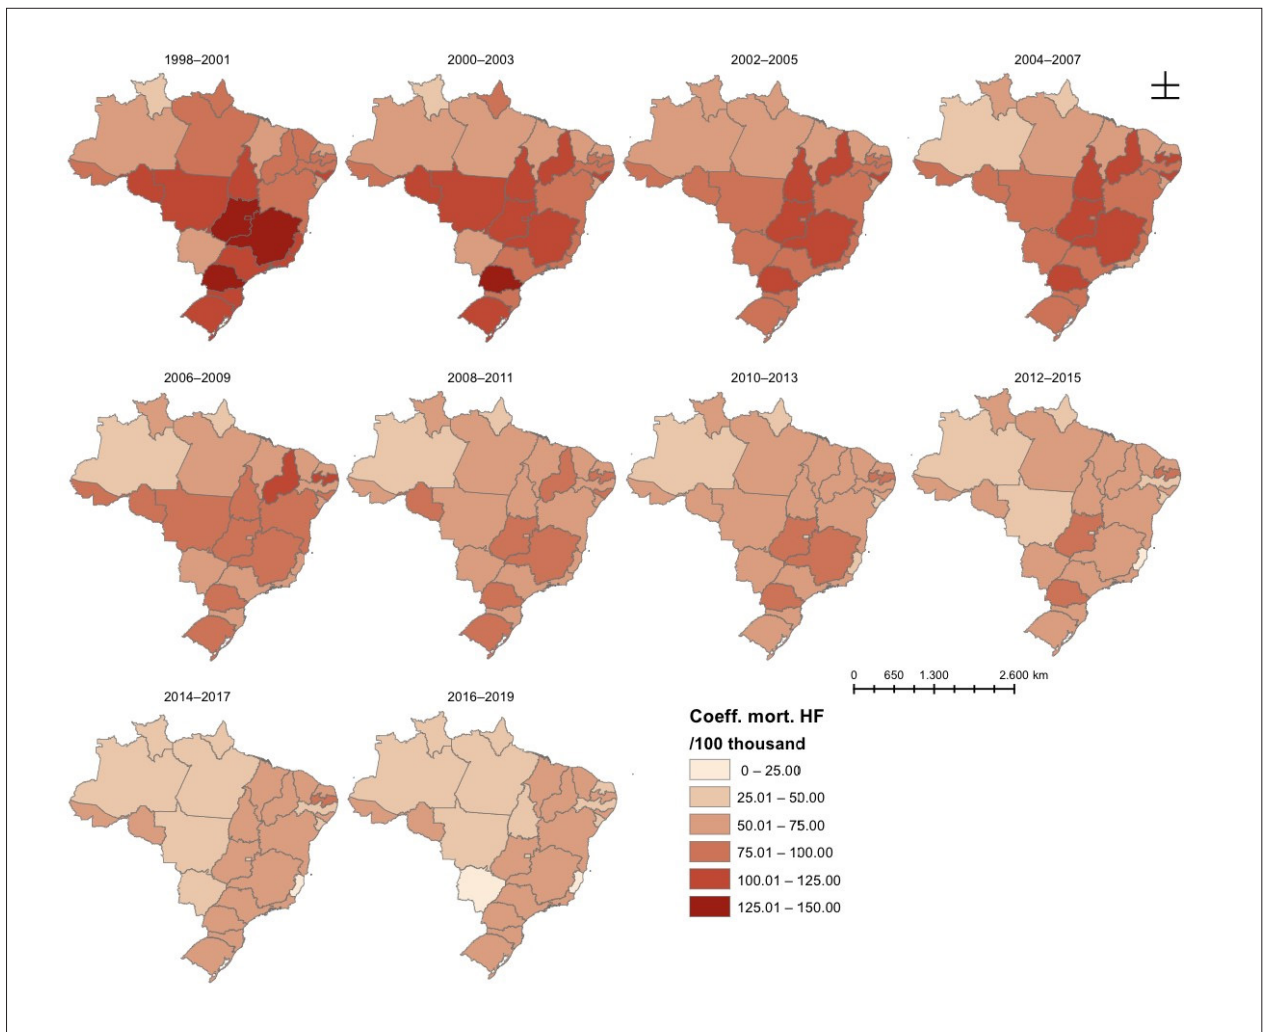 1998–2001
2000–2003
2002–2005
2004–2007
2006–2009
2008–2011
2010–2013
2012–2015
0 650 1.300 2.600 km
2014–2017
2016–2019
Coeff. mort. HF
/100 thousand
0 – 25.00
25.01 – 50.00
50.01 – 75.00
75.01 – 100.00
100.01 – 125.00
125.01 – 150.00